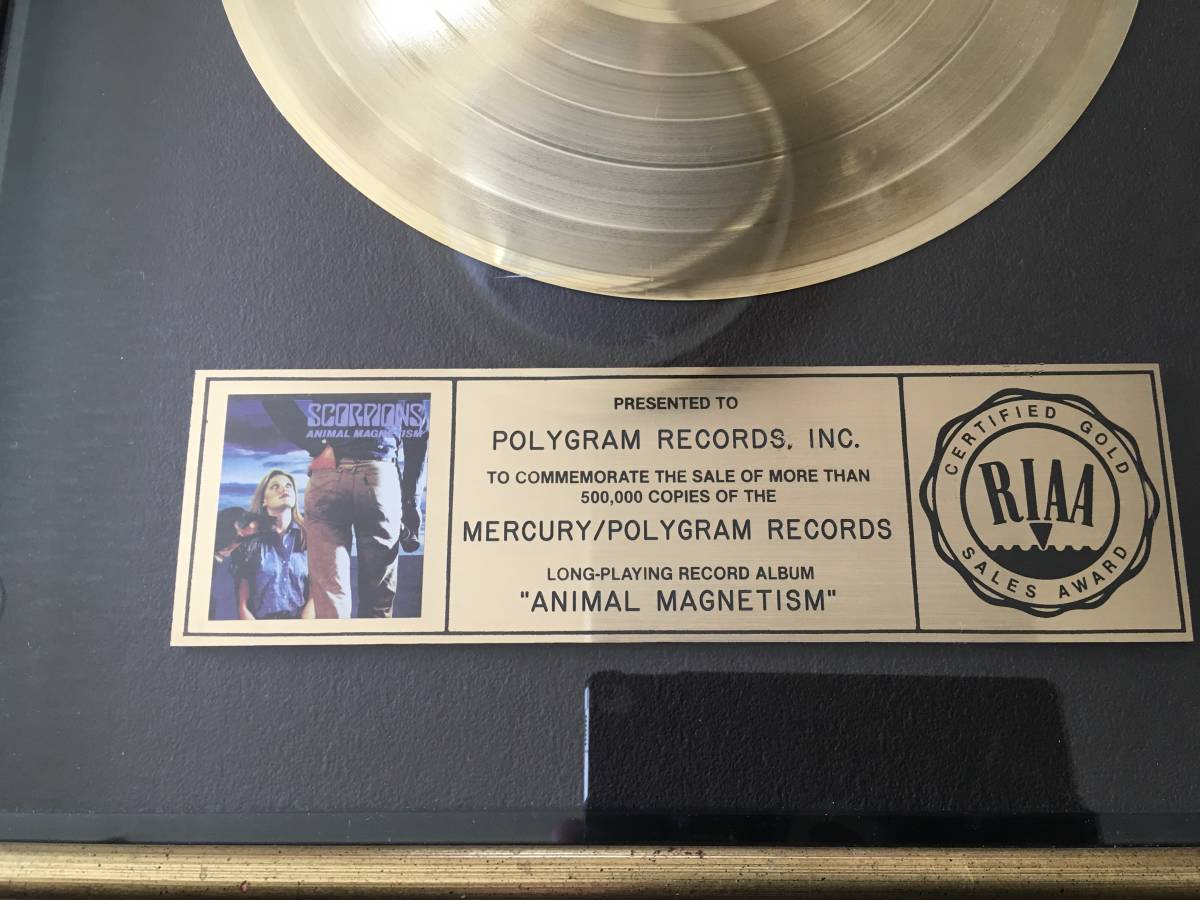 SCORPIONS
ANIMAL MAGNETISM
PRESENTED TO
POLYGRAM RECORDS, INC.
TO COMMEMORATE THE SALE OF MORE THAN
500,000 COPIES OF THE
MERCURY/POLYGRAM RECORDS
LONG-PLAYING RECORD ALBUM
"ANIMAL MAGNETISM"
CERTIFIED GOLD
RIAA
SALES AWARD